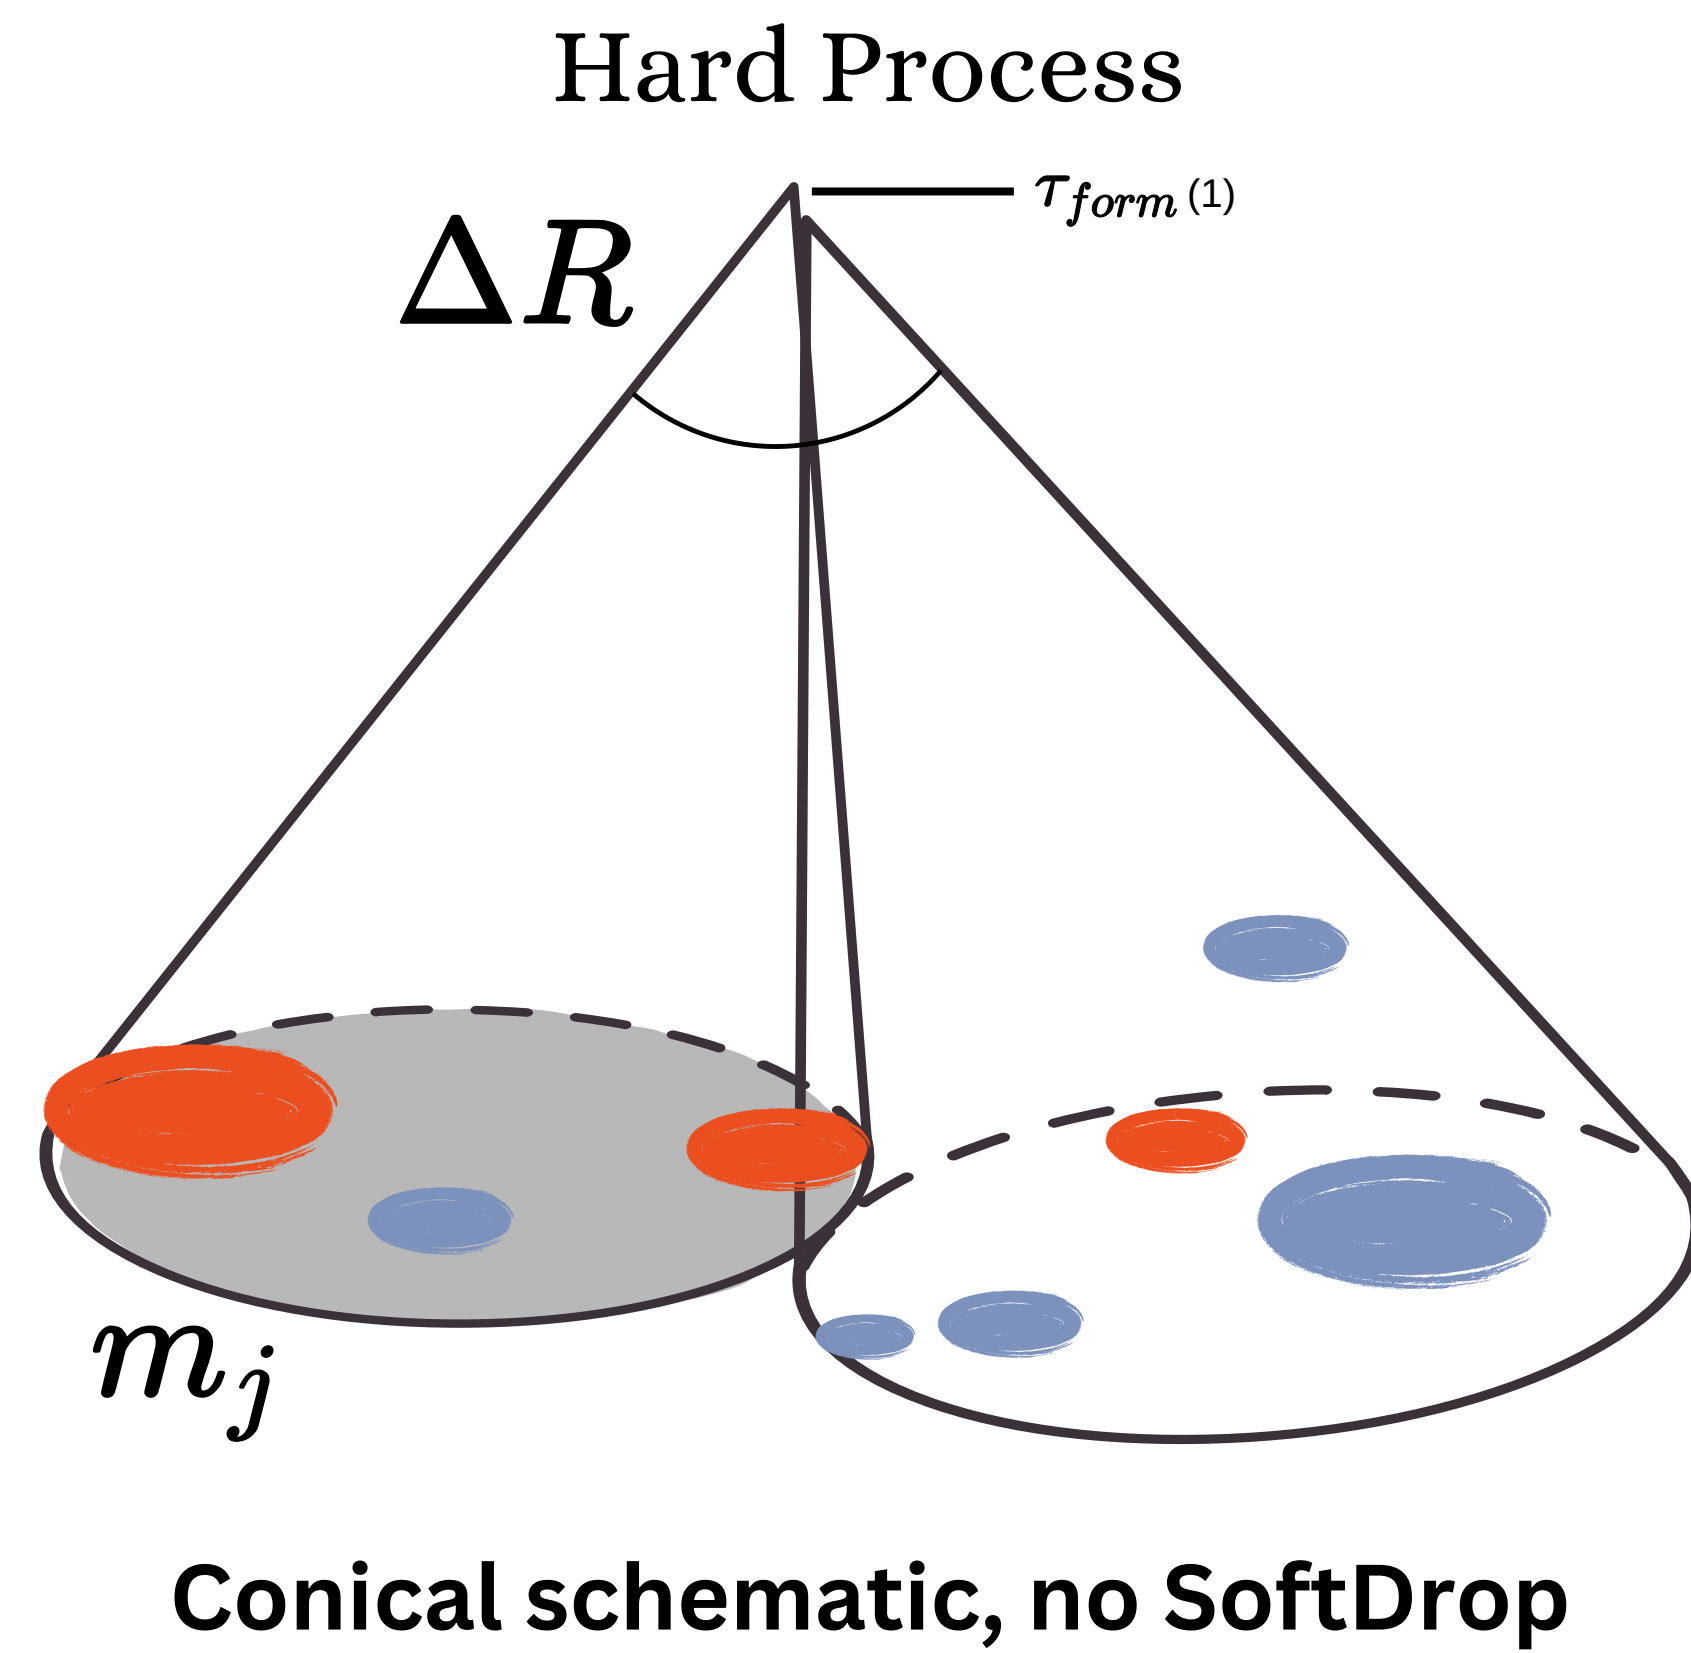 Hard Process
τ_form (1)
ΔR
m_j
Conical schematic, no SoftDrop